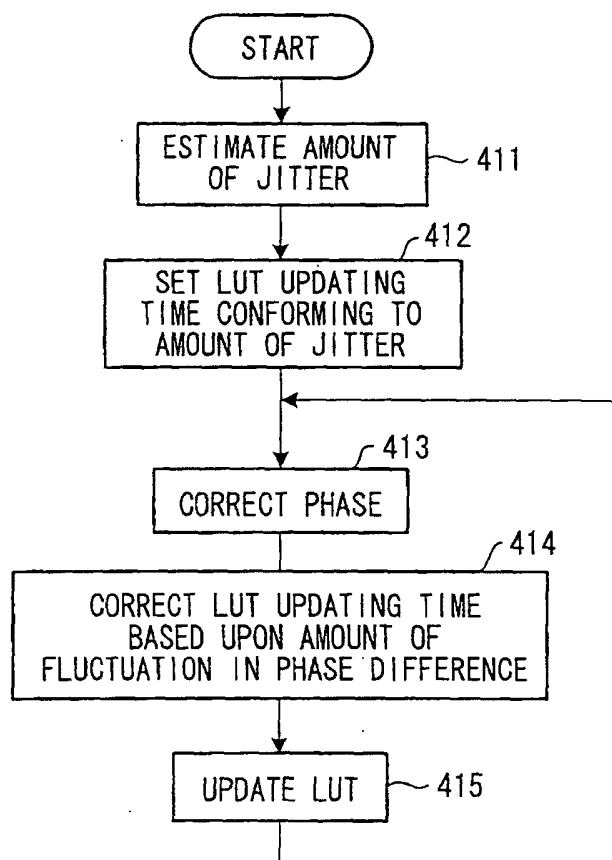 START
ESTIMATE AMOUNT
OF JITTER
411
412
SET LUT UPDATING
TIME CONFORMING TO
AMOUNT OF JITTER
413
CORRECT PHASE
414
CORRECT LUT UPDATING TIME
BASED UPON AMOUNT OF
FLUCTUATION IN PHASE DIFFERENCE
UPDATE LUT
415